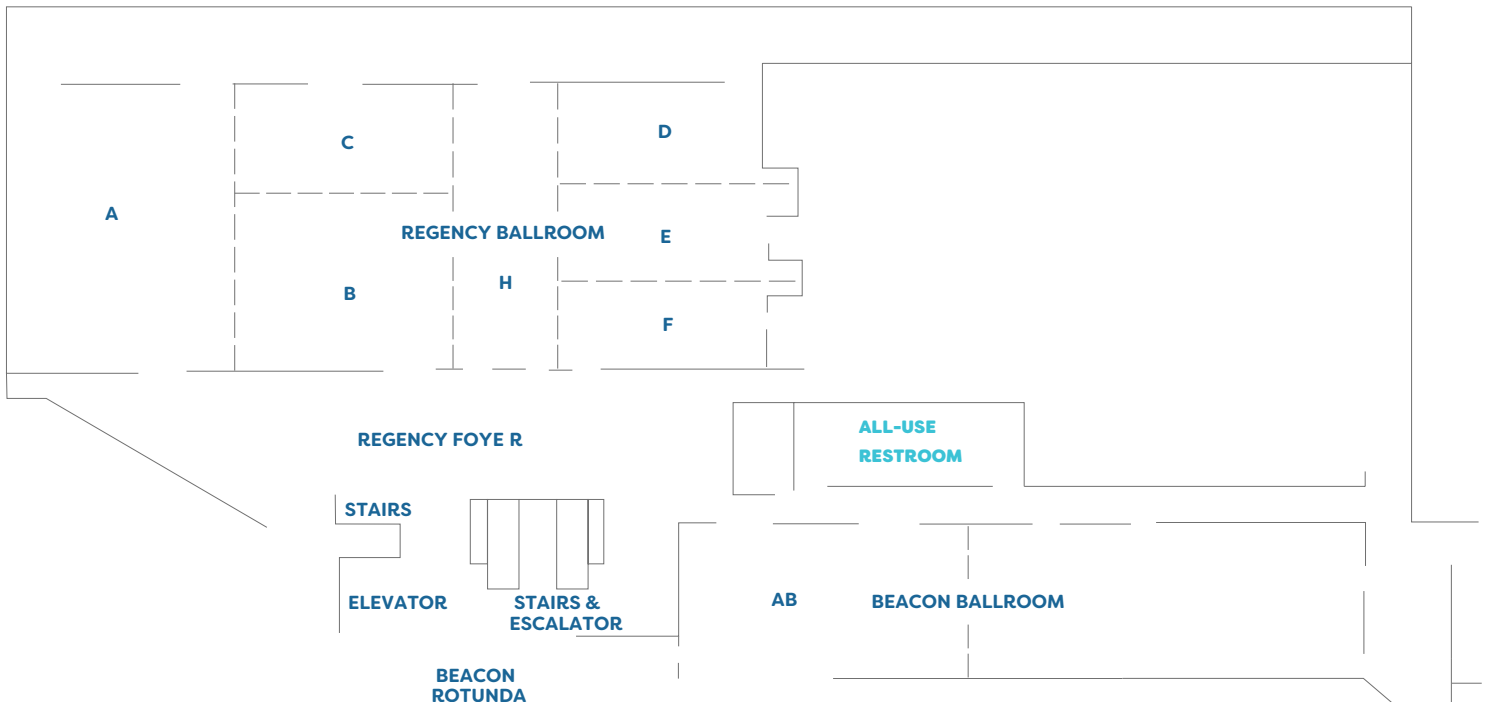 C
D
A
REGENCY BALLROOM
E
H
B
F
REGENCY FOYE R
ALL-USE
RESTROOM
STAIRS
ELEVATOR
STAIRS &
ESCALATOR
AB
BEACON BALLROOM
BEACON
ROTUNDA